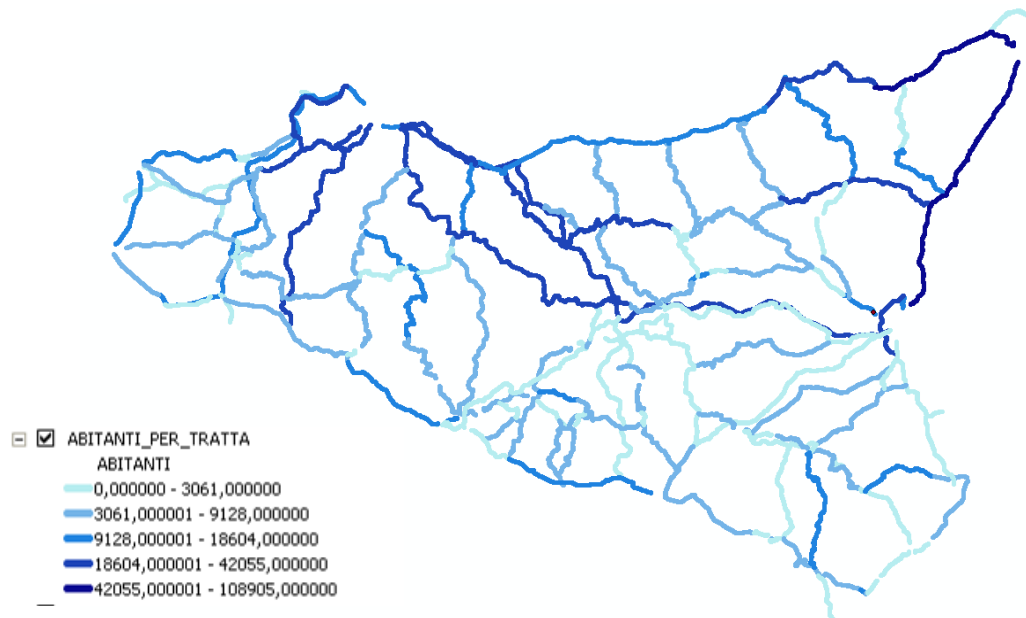 ABITANTI_PER_TRATTA
ABITANTI
0,000000 - 3061,000000
3061,000001 - 9128,000000
9128,000001 - 18604,000000
18604,000001 - 42055,000000
42055,000001 - 108905,000000